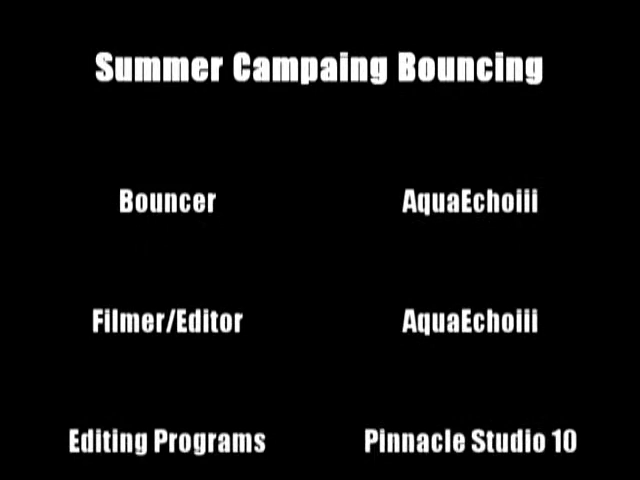 Summer Campaing Bouncing
Bouncer AquaEchoiii
Filmer/Editor AquaEchoiii
Editing Programs Pinnacle Studio 10